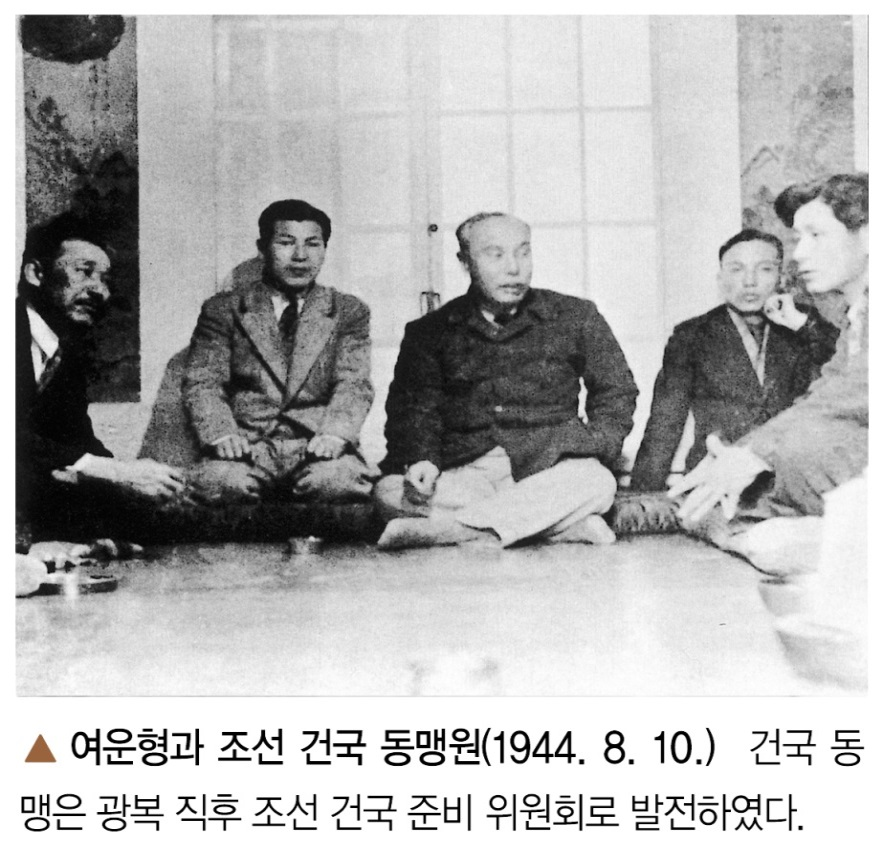 ▲ 여운형과 조선 건국 동맹원(1944. 8. 10.) 건국 동
맹은 광복 직후 조선 건국 준비 위원회로 발전하였다.